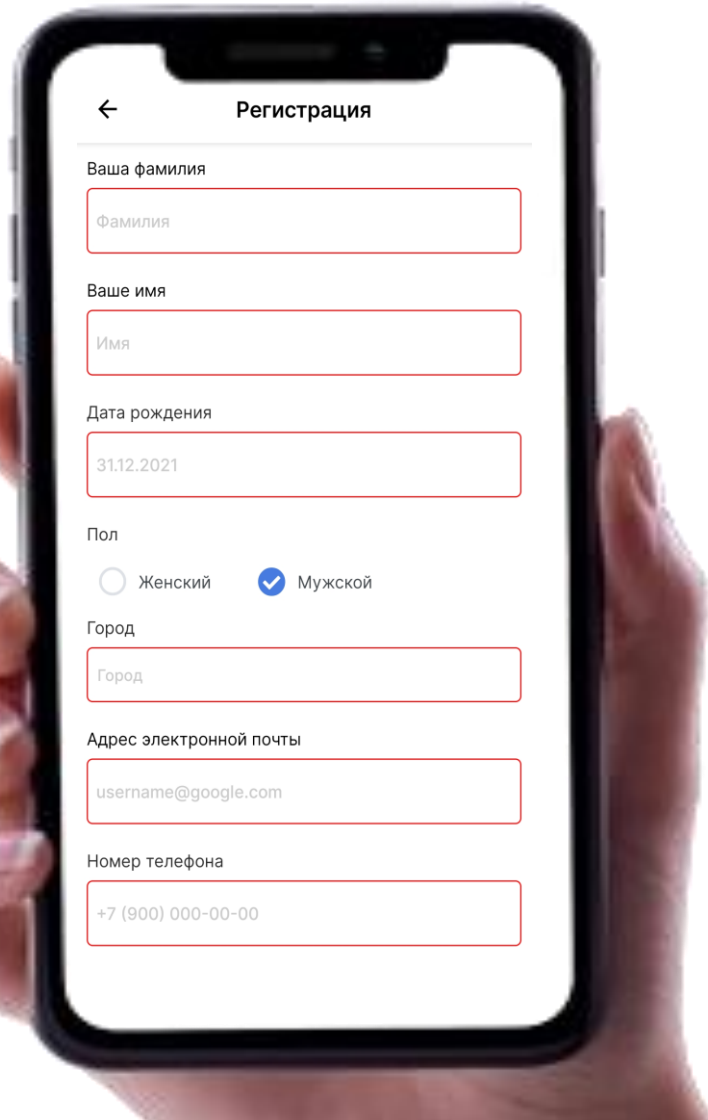 Регистрация
Ваша фамилия
Фамилия
Ваше имя
Имя
Дата рождения
31.12.2021
Пол
Женский Мужской
Город
Город
Адрес электронной почты
username@google.com
Номер телефона
+7 (900) 000-00-00